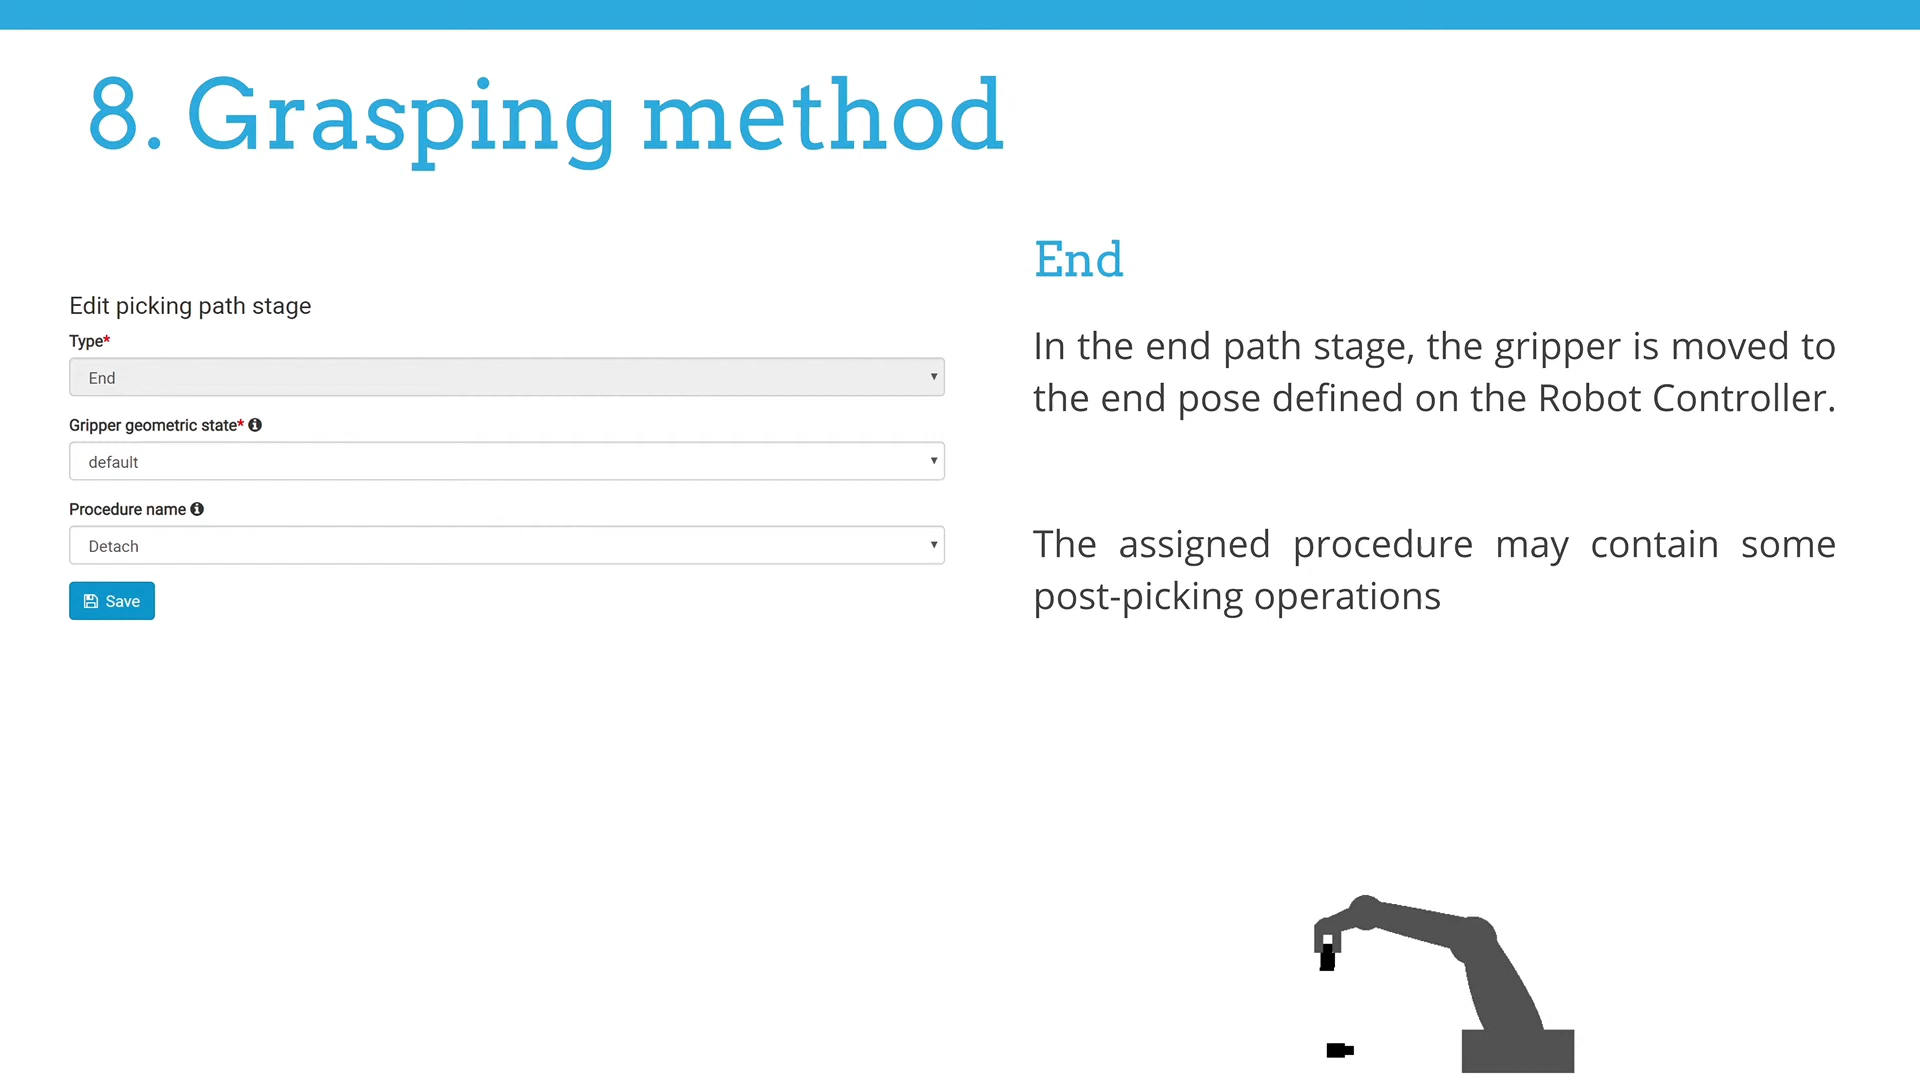 8. Grasping method
Edit picking path stage
Type*
End
Gripper geometric state*
default
Procedure name
Detach
Save
End
In the end path stage, the gripper is moved to
the end pose defined on the Robot Controller.
The assigned procedure may contain some
post-picking operations